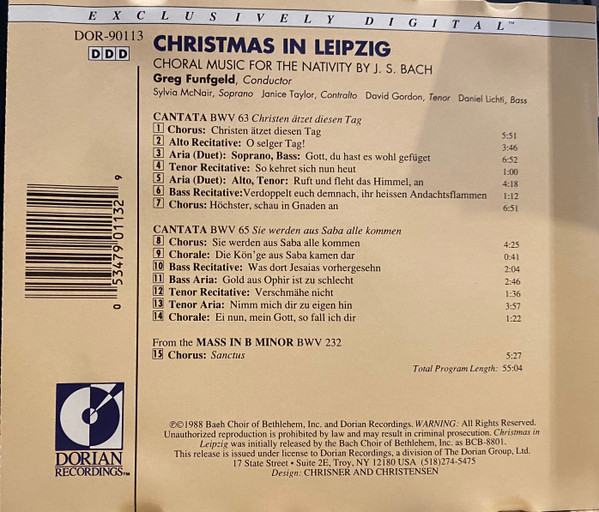 EXCLUSIVELY DIGITAL™
DOR-90113
DDD
CHRISTMAS IN LEIPZIG
CHORAL MUSIC FOR THE NATIVITY BY J. S. BACH
Greg Funfgeld, Conductor
Sylvia McNair, Soprano Janice Taylor, Contralto David Gordon, Tenor Daniel Lichti, Bass
CANTATA BWV 63 Christen ätzet diesen Tag
1 Chorus: Christen ätzet diesen Tag 5:51
2 Alto Recitative: O selger Tag! 3:46
3 Aria (Duet): Soprano, Bass: Gott, du hast es wohl gefüget 6:52
4 Tenor Recitative: So kehret sich nun heut 1:00
5 Aria (Duet): Alto, Tenor: Ruft und fleht das Himmel, an 4:18
6 Bass Recitative:Verdoppelt euch demnach, ihr heissen Andachtsflammen 1:12
7 Chorus: Höchster, schau in Gnaden an 6:51
CANTATA BWV 65 Sie werden aus Saba alle kommen
8 Chorus: Sie werden aus Saba alle kommen 4:25
9 Chorale: Die Kön'ge aus Saba kamen dar 0:41
10 Bass Recitative: Was dort Jesaias vorhergesehn 2:04
11 Bass Aria: Gold aus Ophir ist zu schlecht 2:46
12 Tenor Recitative: Verschmähe nicht 1:36
13 Tenor Aria: Nimm mich dir zu eigen hin 3:57
14 Chorale: Ei nun, mein Gott, so fall ich dir 1:22
From the MASS IN B MINOR BWV 232
15 Chorus: Sanctus 5:27
Total Program Length: 55:04
0 53479 01132 9
DORIAN
RECORDINGS™
℗©1988 Bach Choir of Bethlehem, Inc. and Dorian Recordings. WARNING: All Rights Reserved.
Unauthorized reproduction is prohibited by law and may result in criminal prosecution. Christmas in
Leipzig was initially released by the Bach Choir of Bethlehem, Inc. as BCB-8801.
This release is issued under license to Dorian Recordings, a division of The Dorian Group, Ltd.
17 State Street • Suite 2E, Troy, NY 12180 USA (518)274-5475
Design: CHRISNER AND CHRISTENSEN